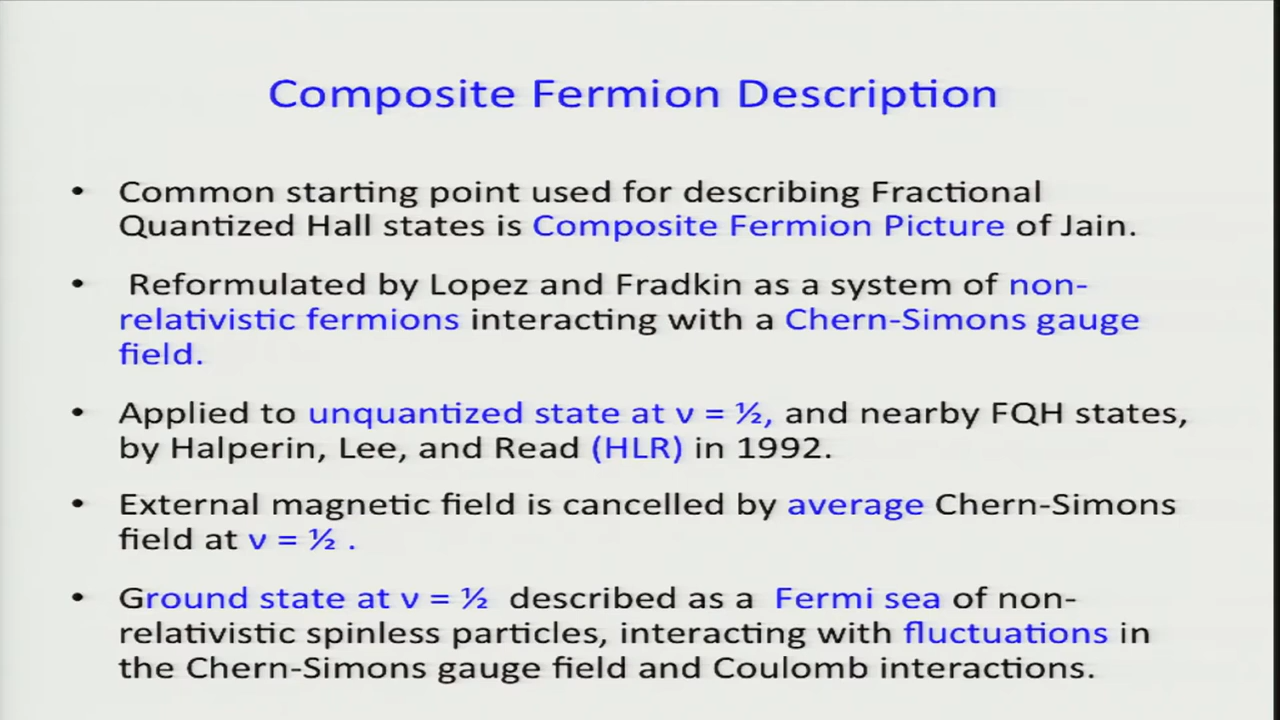 Composite Fermion Description
• Common starting point used for describing Fractional
Quantized Hall states is Composite Fermion Picture of Jain.
• Reformulated by Lopez and Fradkin as a system of non-
relativistic fermions interacting with a Chern-Simons gauge
field.
• Applied to unquantized state at ν = ½, and nearby FQH states,
by Halperin, Lee, and Read (HLR) in 1992.
• External magnetic field is cancelled by average Chern-Simons
field at ν = ½ .
• Ground state at ν = ½ described as a Fermi sea of non-
relativistic spinless particles, interacting with fluctuations in
the Chern-Simons gauge field and Coulomb interactions.